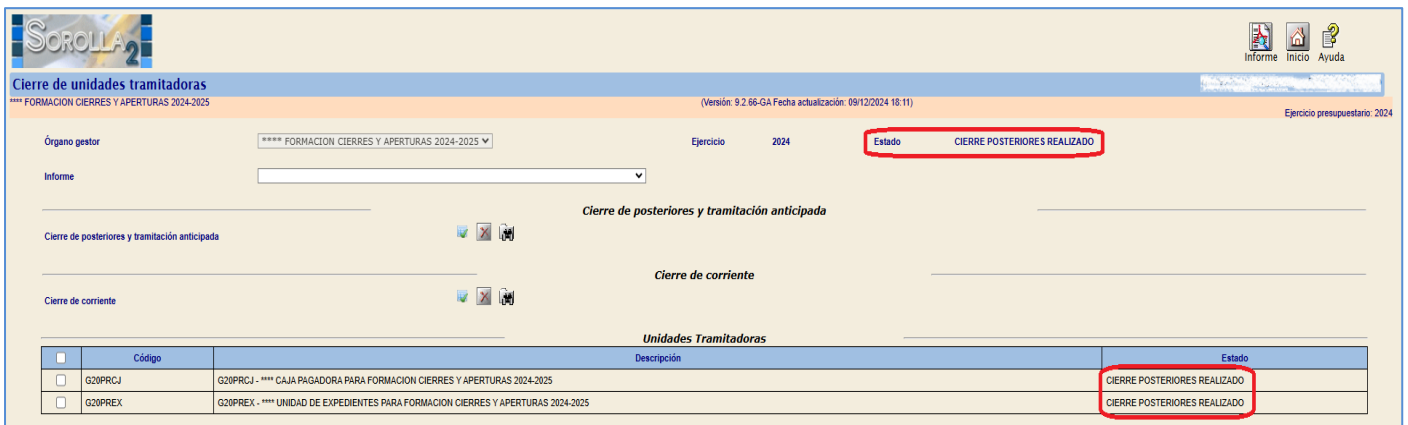 SOROLLA2
Informe Inicio Ayuda
Cierre de unidades tramitadoras
**** FORMACION CIERRES Y APERTURAS 2024-2025 (Versión: 9.2.66-GA Fecha actualización: 09/12/2024 18:11)
Ejercicio presupuestario: 2024
Órgano gestor **** FORMACION CIERRES Y APERTURAS 2024-2025 Ejercicio 2024 Estado CIERRE POSTERIORES REALIZADO
Informe
Cierre de posteriores y tramitación anticipada
Cierre de posteriores y tramitación anticipada
Cierre de corriente
Cierre de corriente
Unidades Tramitadoras
Código Descripción Estado
G20PRCJ G20PRCJ - **** CAJA PAGADORA PARA FORMACION CIERRES Y APERTURAS 2024-2025 CIERRE POSTERIORES REALIZADO
G20PREX G20PREX - **** UNIDAD DE EXPEDIENTES PARA FORMACION CIERRES Y APERTURAS 2024-2025 CIERRE POSTERIORES REALIZADO